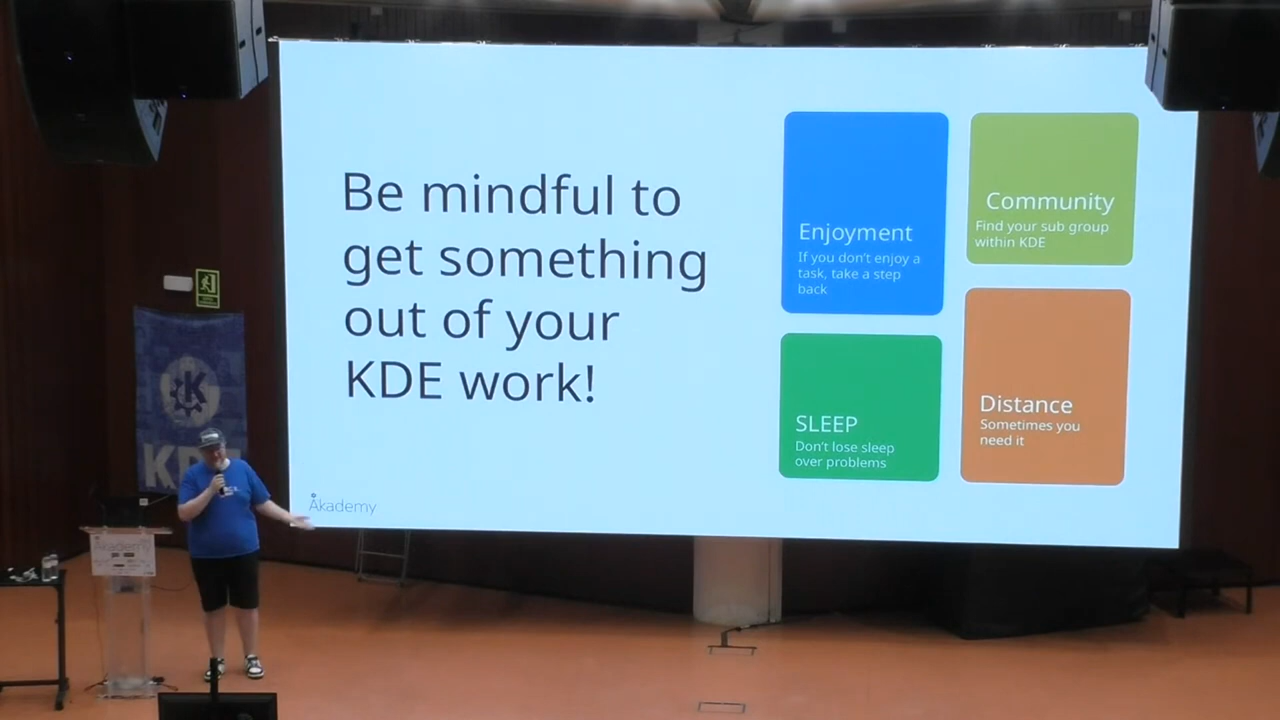 Be mindful to
get something
out of your
KDE work!
Enjoyment
If you don't enjoy a
task, take a step
back
Community
Find your sub group
within KDE
SLEEP
Don't lose sleep
over problems
Distance
Sometimes you
need it
Akademy
K
KDE
Akademy